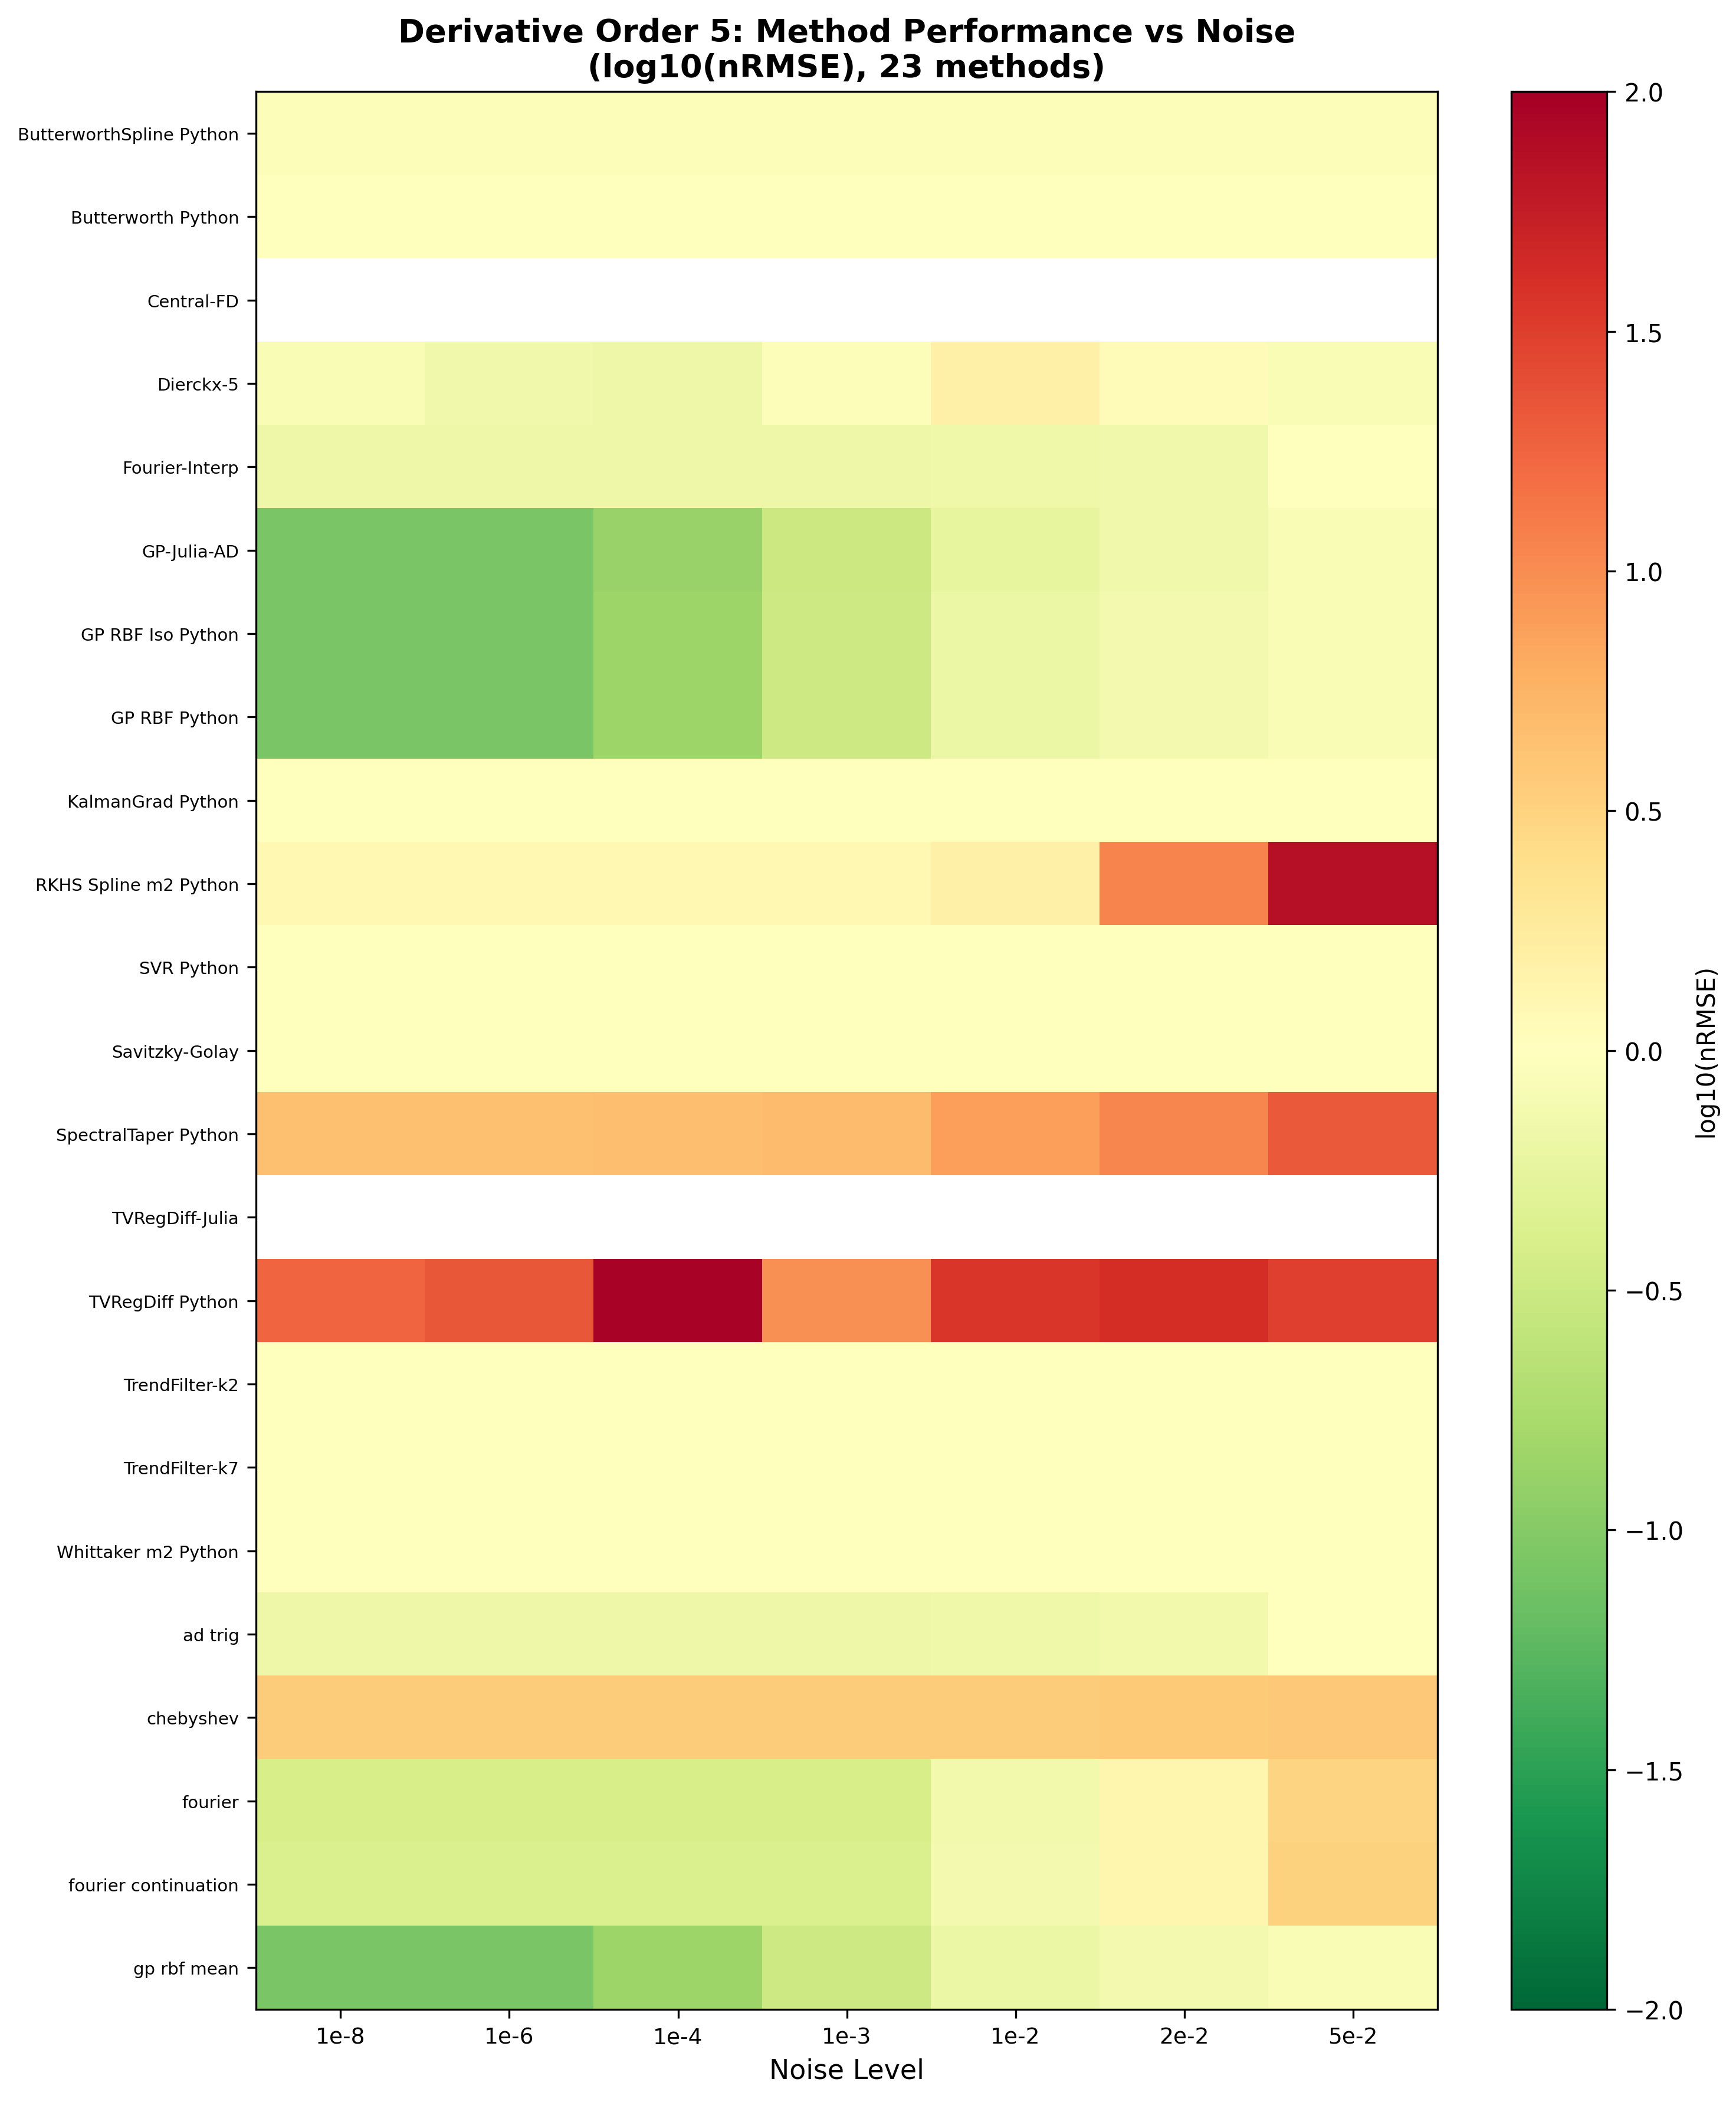 Derivative Order 5: Method Performance vs Noise
(log10(nRMSE), 23 methods)
ButterworthSpline Python
Butterworth Python
Central-FD
Dierckx-5
Fourier-Interp
GP-Julia-AD
GP RBF Iso Python
GP RBF Python
KalmanGrad Python
RKHS Spline m2 Python
SVR Python
Savitzky-Golay
SpectralTaper Python
TVRegDiff-Julia
TVRegDiff Python
TrendFilter-k2
TrendFilter-k7
Whittaker m2 Python
ad trig
chebyshev
fourier
fourier continuation
gp rbf mean
1e-8
1e-6
1e-4
1e-3
1e-2
2e-2
5e-2
Noise Level
2.0
1.5
1.0
0.5
0.0
−0.5
−1.0
−1.5
−2.0
log10(nRMSE)